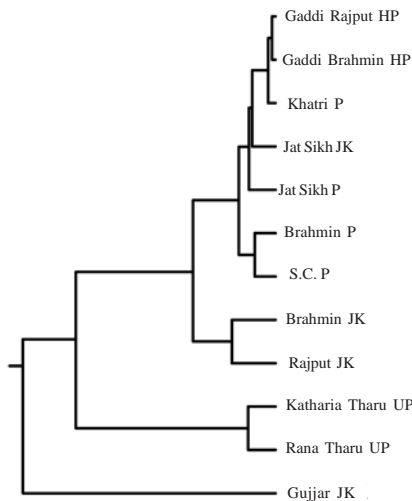 Gaddi Rajput HP
Gaddi Brahmin HP
Khatri P
Jat Sikh JK
Jat Sikh P
Brahmin P
S.C. P
Brahmin JK
Rajput JK
Katharia Tharu UP
Rana Tharu UP
Gujjar JK